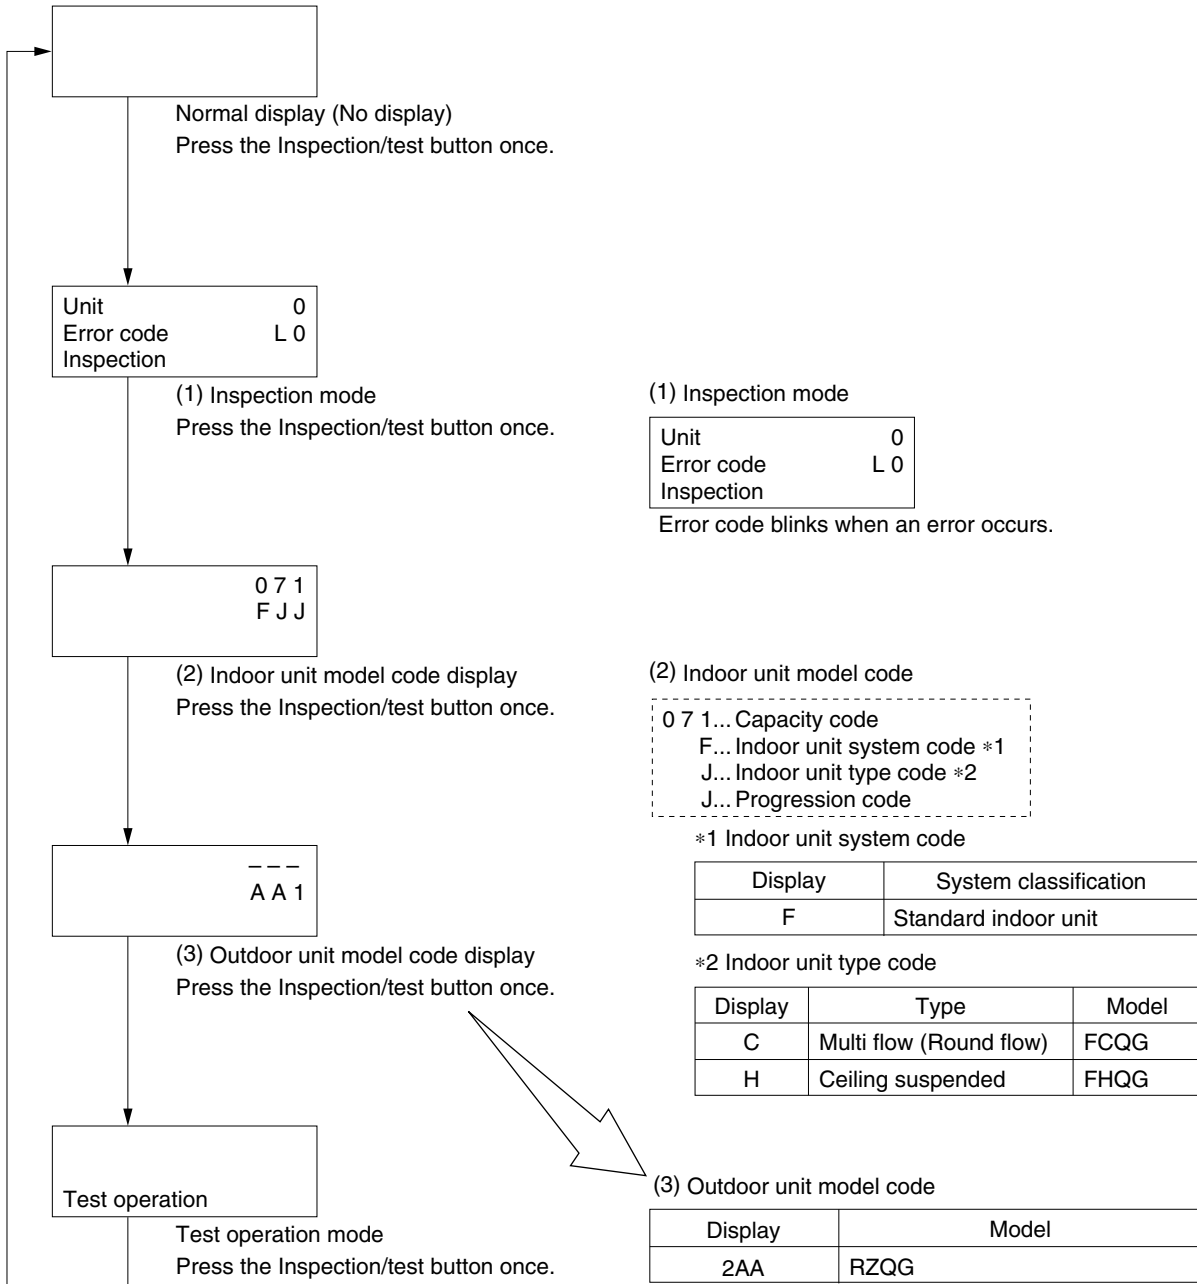 Normal display (No display)
Press the Inspection/test button once.
Unit 0
Error code L 0
Inspection
(1) Inspection mode
Press the Inspection/test button once.
(1) Inspection mode
Unit 0
Error code L 0
Inspection
Error code blinks when an error occurs.
0 7 1
F J J
(2) Indoor unit model code display
Press the Inspection/test button once.
(2) Indoor unit model code
0 7 1... Capacity code
F... Indoor unit system code *1
J... Indoor unit type code *2
J... Progression code
*1 Indoor unit system code
Display System classification
F Standard indoor unit
*2 Indoor unit type code
Display Type Model
C Multi flow (Round flow) FCQG
H Ceiling suspended FHQG
– – –
A A 1
(3) Outdoor unit model code display
Press the Inspection/test button once.
(3) Outdoor unit model code
Display Model
2AA RZQG
Test operation
Test operation mode
Press the Inspection/test button once.